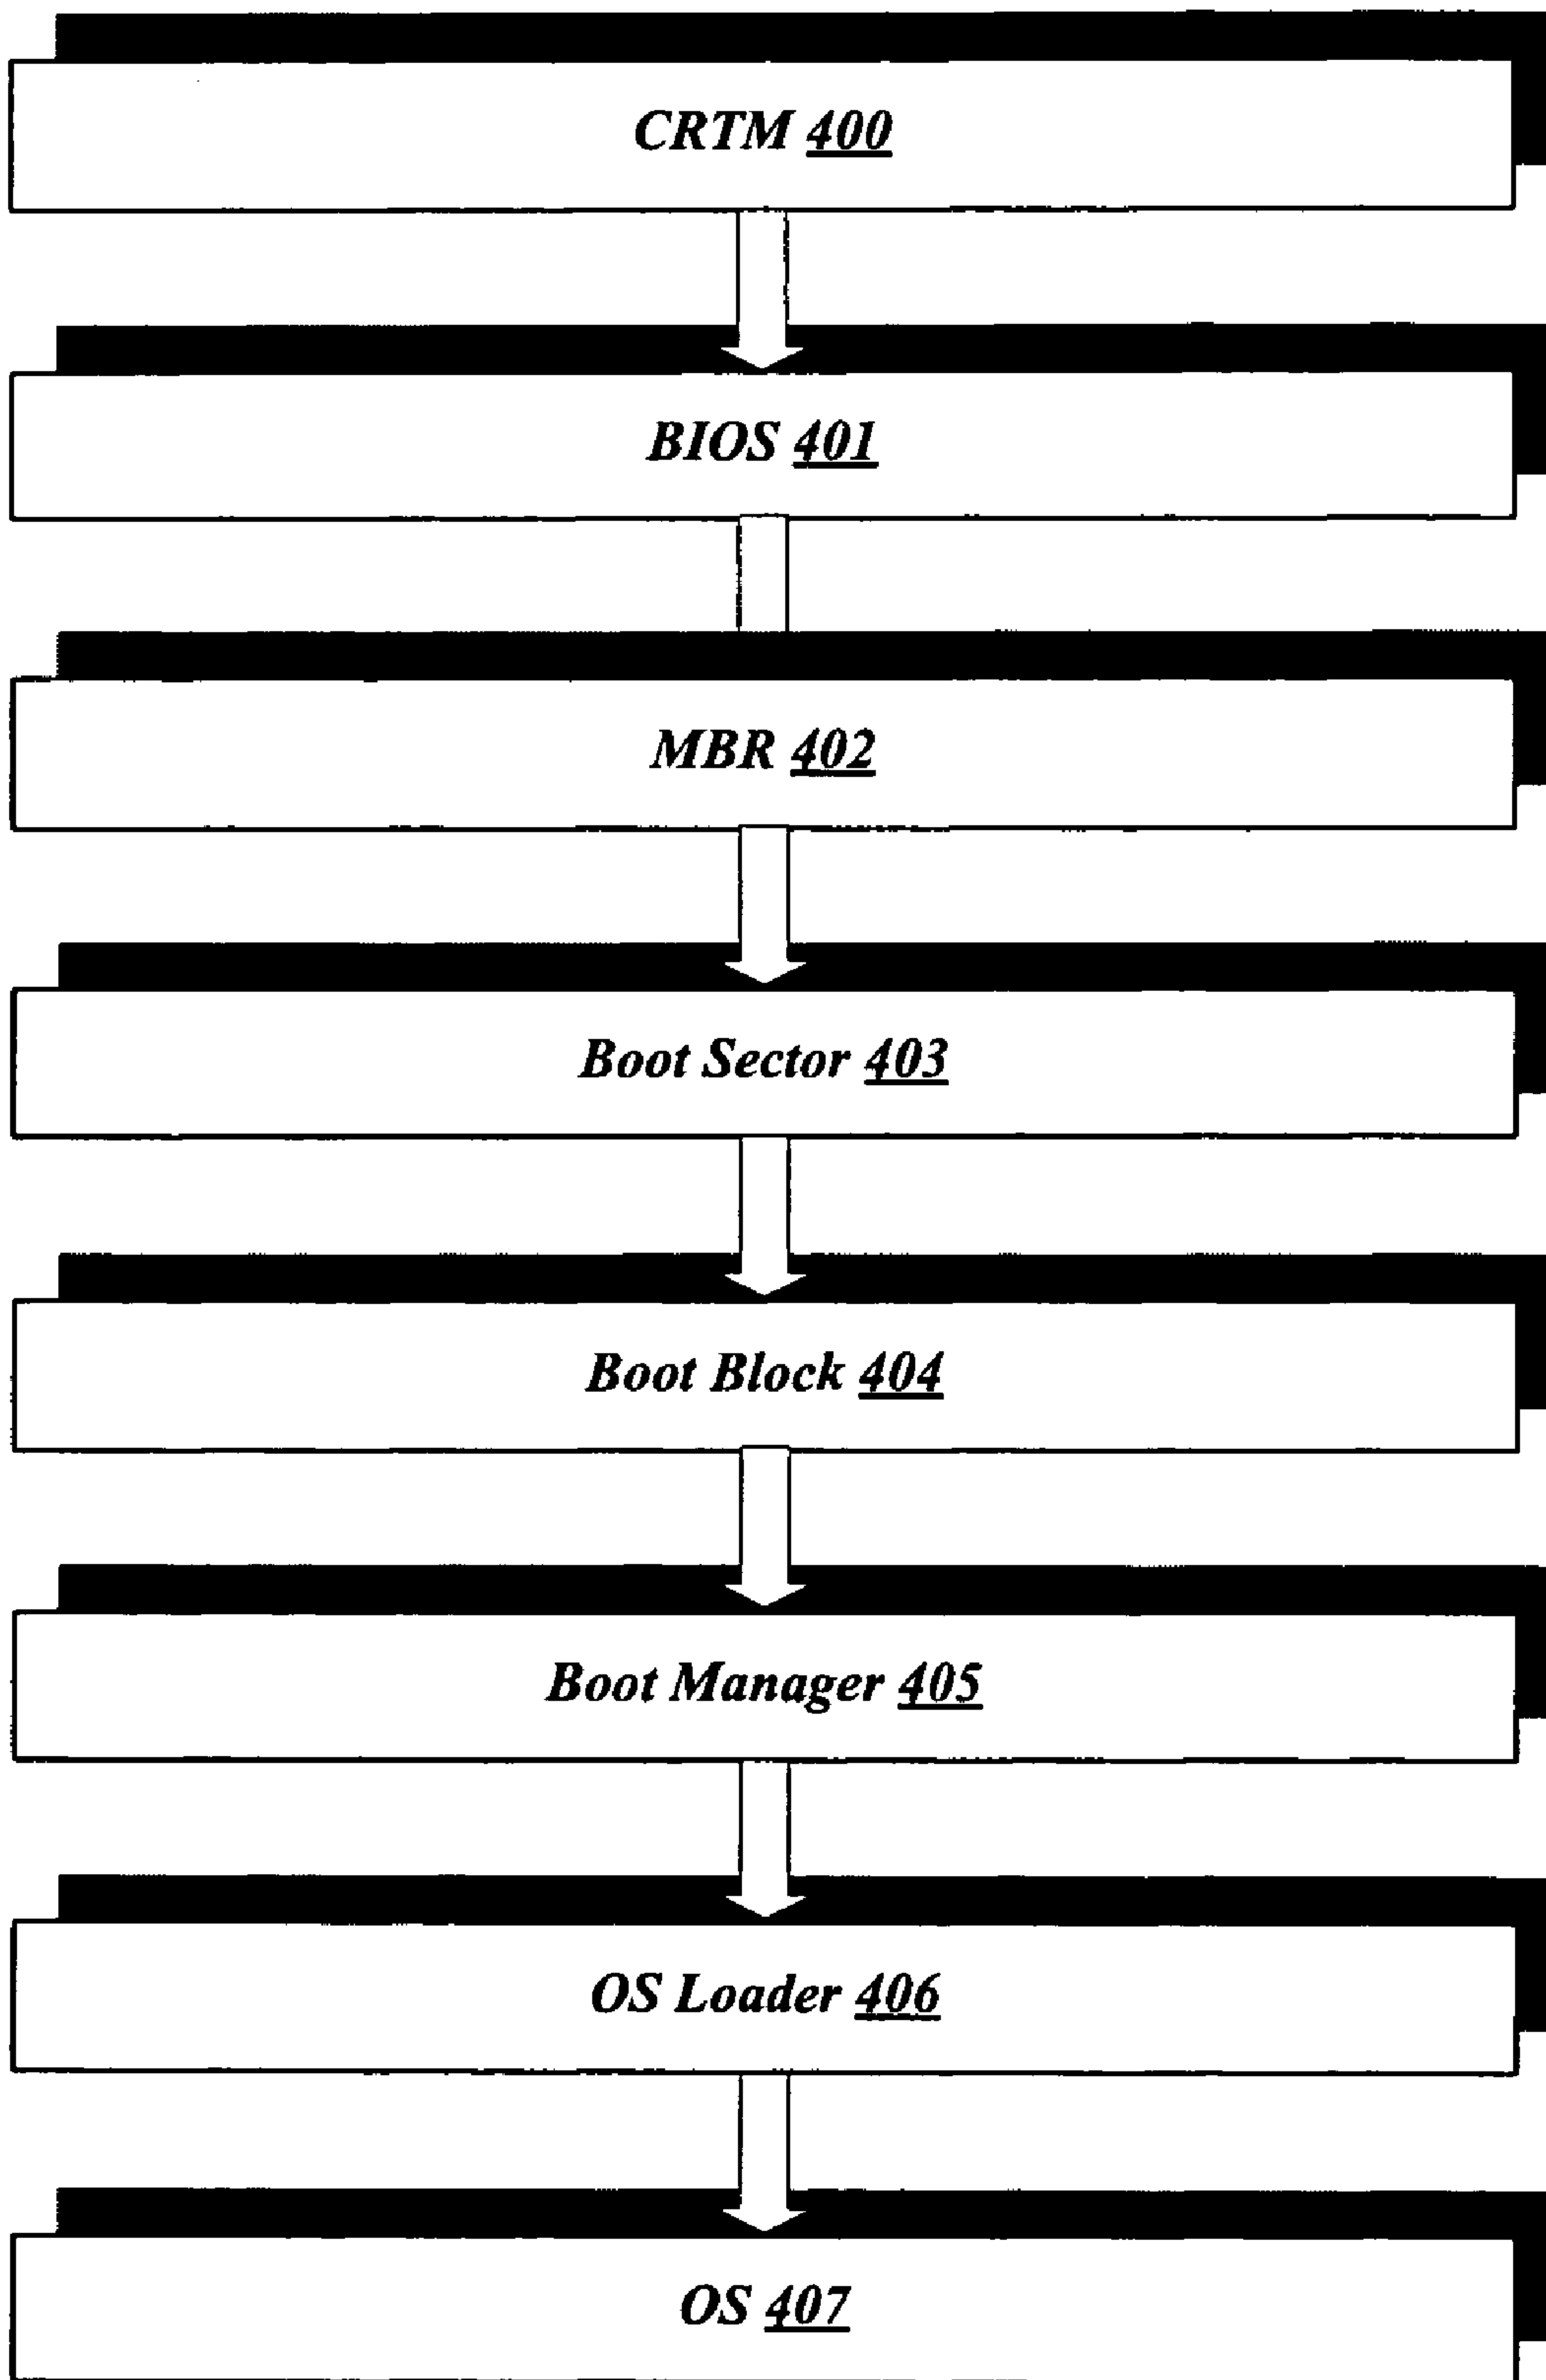 CRTM 400
BIOS 401
MBR 402
Boot Sector 403
Boot Block 404
Boot Manager 405
OS Loader 406
OS 407